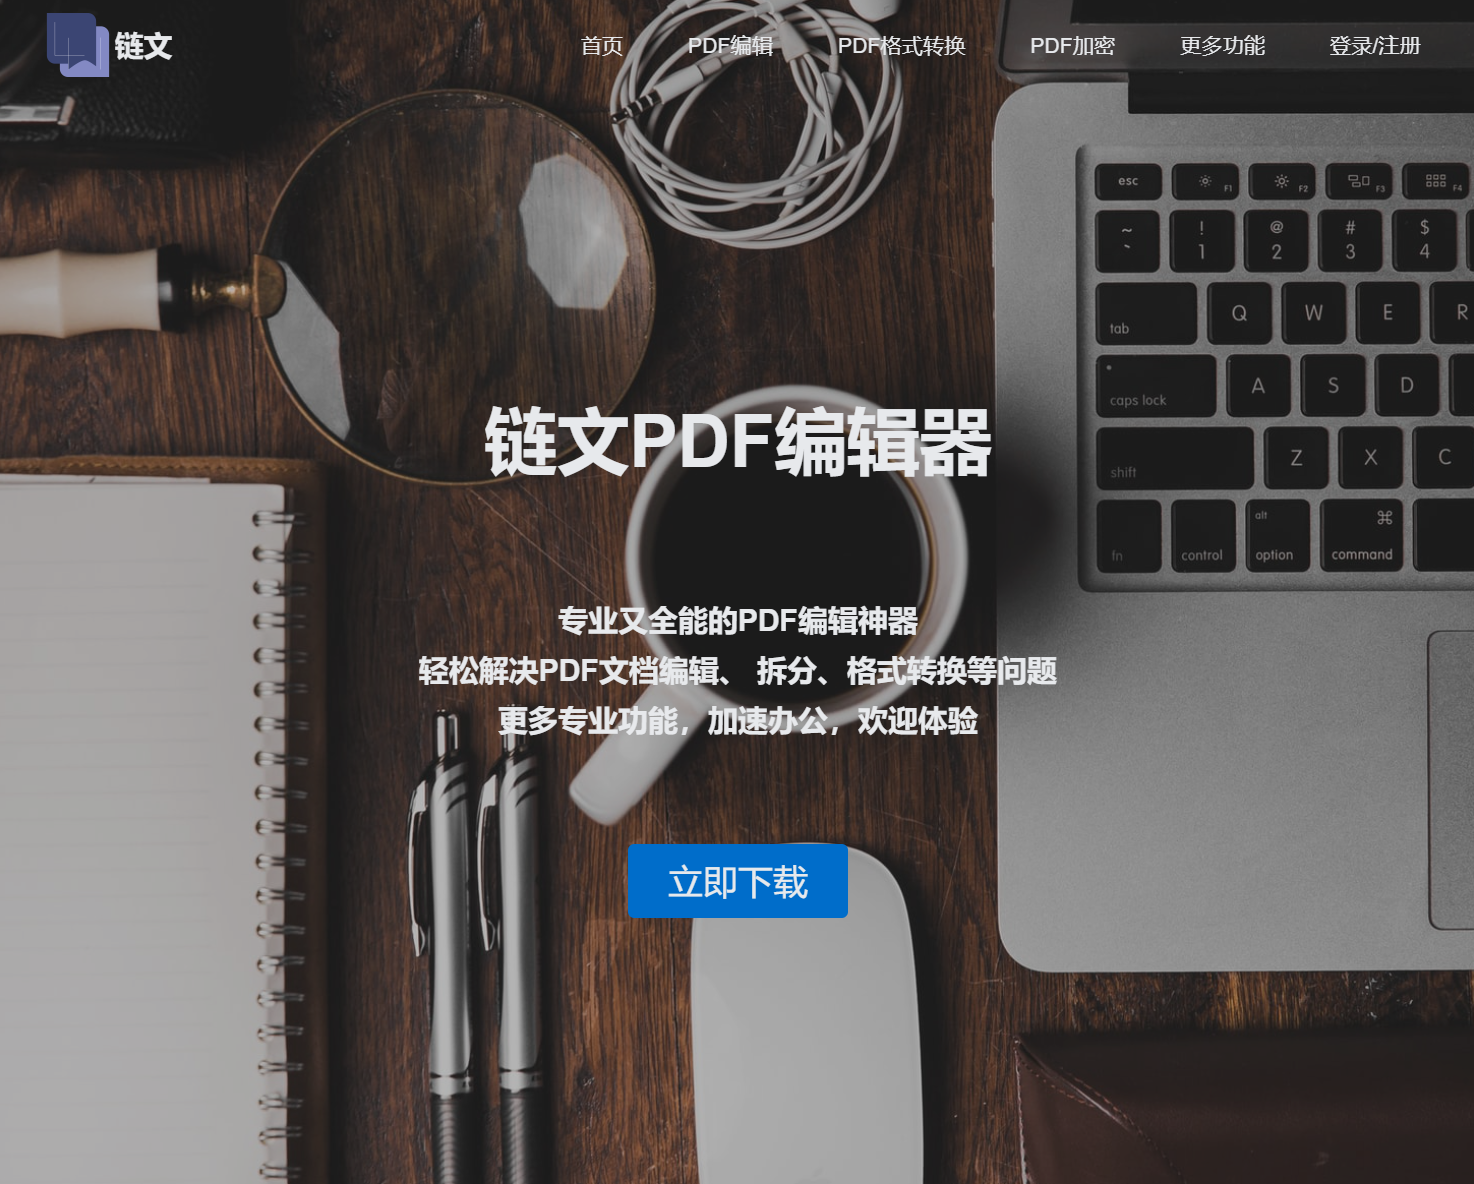 链文
首页 PDF编辑 PDF格式转换 PDF加密 更多功能 登录/注册
esc F1 F2 F3 F4
~ ` ! 1 @ 2 # 3 $ 4
tab Q W E R
caps lock A S D
shift Z X C
fn control alt option ⌘ command
链文PDF编辑器
专业又全能的PDF编辑神器
轻松解决PDF文档编辑、 拆分、格式转换等问题
更多专业功能，加速办公，欢迎体验
立即下载